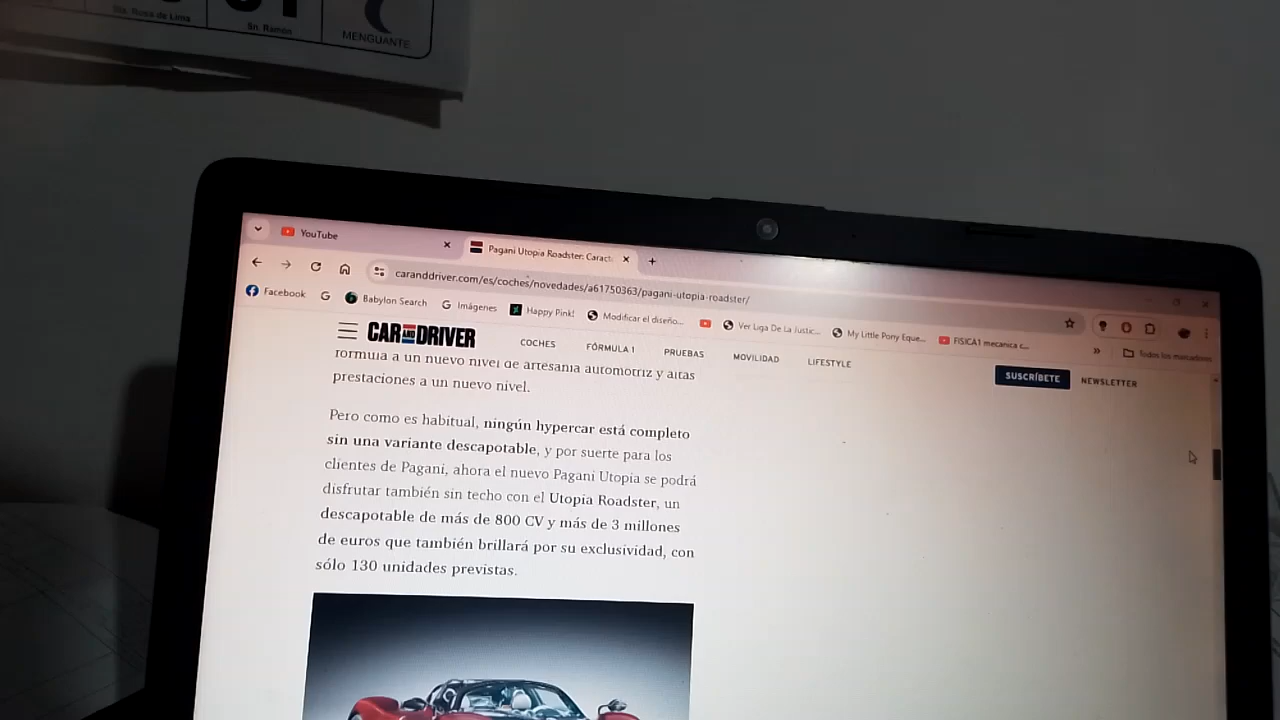 Sta. Rosa de Lima
Sn. Ramón
MENGUANTE
YouTube
Pagani Utopia Roadster: Caract
caranddriver.com/es/coches/novedades/a61750363/pagani-utopia-roadster/
Facebook
Babylon Search
Imágenes
Happy Pink!
Modificar el diseño...
Ver Liga De La Justic...
My Little Pony Eque...
FISICA1 mecanica c...
Todos los marcadores
CAR AND DRIVER
COCHES
FÓRMULA 1
PRUEBAS
MOVILIDAD
LIFESTYLE
SUSCRÍBETE
NEWSLETTER
fórmula a un nuevo nivel de artesanía automotriz y altas
prestaciones a un nuevo nivel.
Pero como es habitual, ningún hypercar está completo
sin una variante descapotable, y por suerte para los
clientes de Pagani, ahora el nuevo Pagani Utopia se podrá
disfrutar también sin techo con el Utopia Roadster, un
descapotable de más de 800 CV y más de 3 millones
de euros que también brillará por su exclusividad, con
sólo 130 unidades previstas.